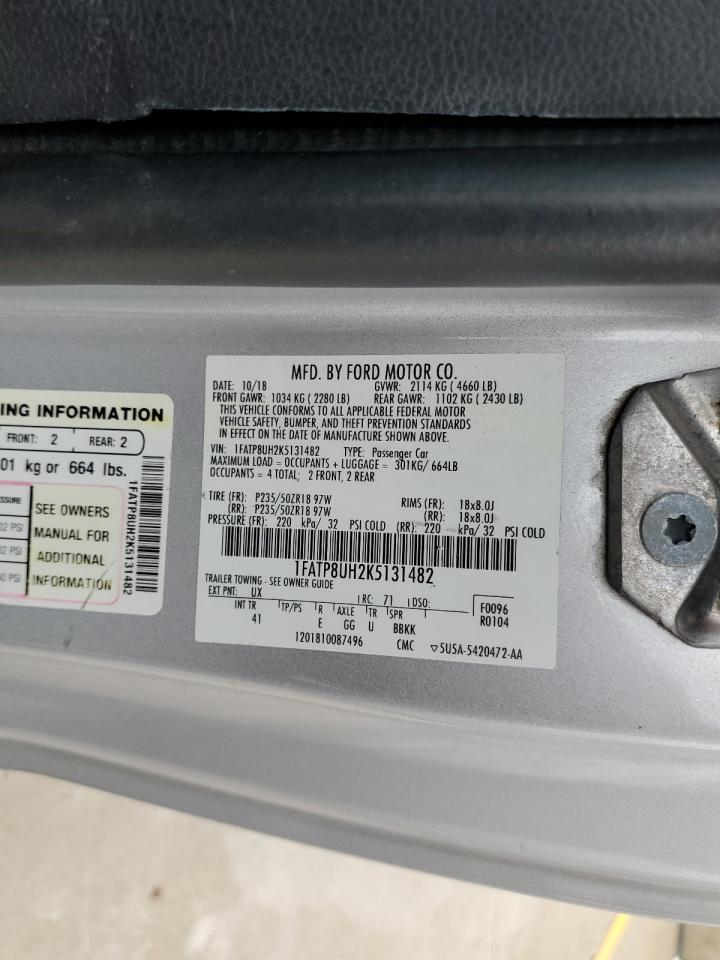 MFD. BY FORD MOTOR CO.
DATE: 10/18 GVWR: 2114 KG ( 4660 LB)
FRONT GAWR: 1034 KG ( 2280 LB) REAR GAWR: 1102 KG ( 2430 LB)
THIS VEHICLE CONFORMS TO ALL APPLICABLE FEDERAL MOTOR
VEHICLE SAFETY, BUMPER, AND THEFT PREVENTION STANDARDS
IN EFFECT ON THE DATE OF MANUFACTURE SHOWN ABOVE.
VIN: 1FATP8UH2K5131482 TYPE: Passenger Car
MAXIMUM LOAD = OCCUPANTS + LUGGAGE = 301KG/ 664LB
OCCUPANTS = 4 TOTAL; 2 FRONT, 2 REAR
TIRE (FR): P235/50ZR18 97W RIMS (FR): 18x8.0J
(RR): P235/50ZR18 97W (RR): 18x8.0J
PRESSURE (FR): 220 kPa/ 32 PSI COLD (RR): 220 kPa/ 32 PSI COLD
1FATP8UH2K5131482
TRAILER TOWING - SEE OWNER GUIDE
EXT PNT: UX RC: 71 DSO: F0096
INT TR TP/PS R AXLE TR SPR R0104
41 E GG U BBKK
1201810087496 CMC ▽5U5A-5420472-AA
ING INFORMATION
FRONT: 2 REAR: 2
01 kg or 664 lbs.
SSURE SEE OWNERS
32 PSI MANUAL FOR
32 PSI ADDITIONAL
60 PSI INFORMATION
1FATP8UH2K5131482